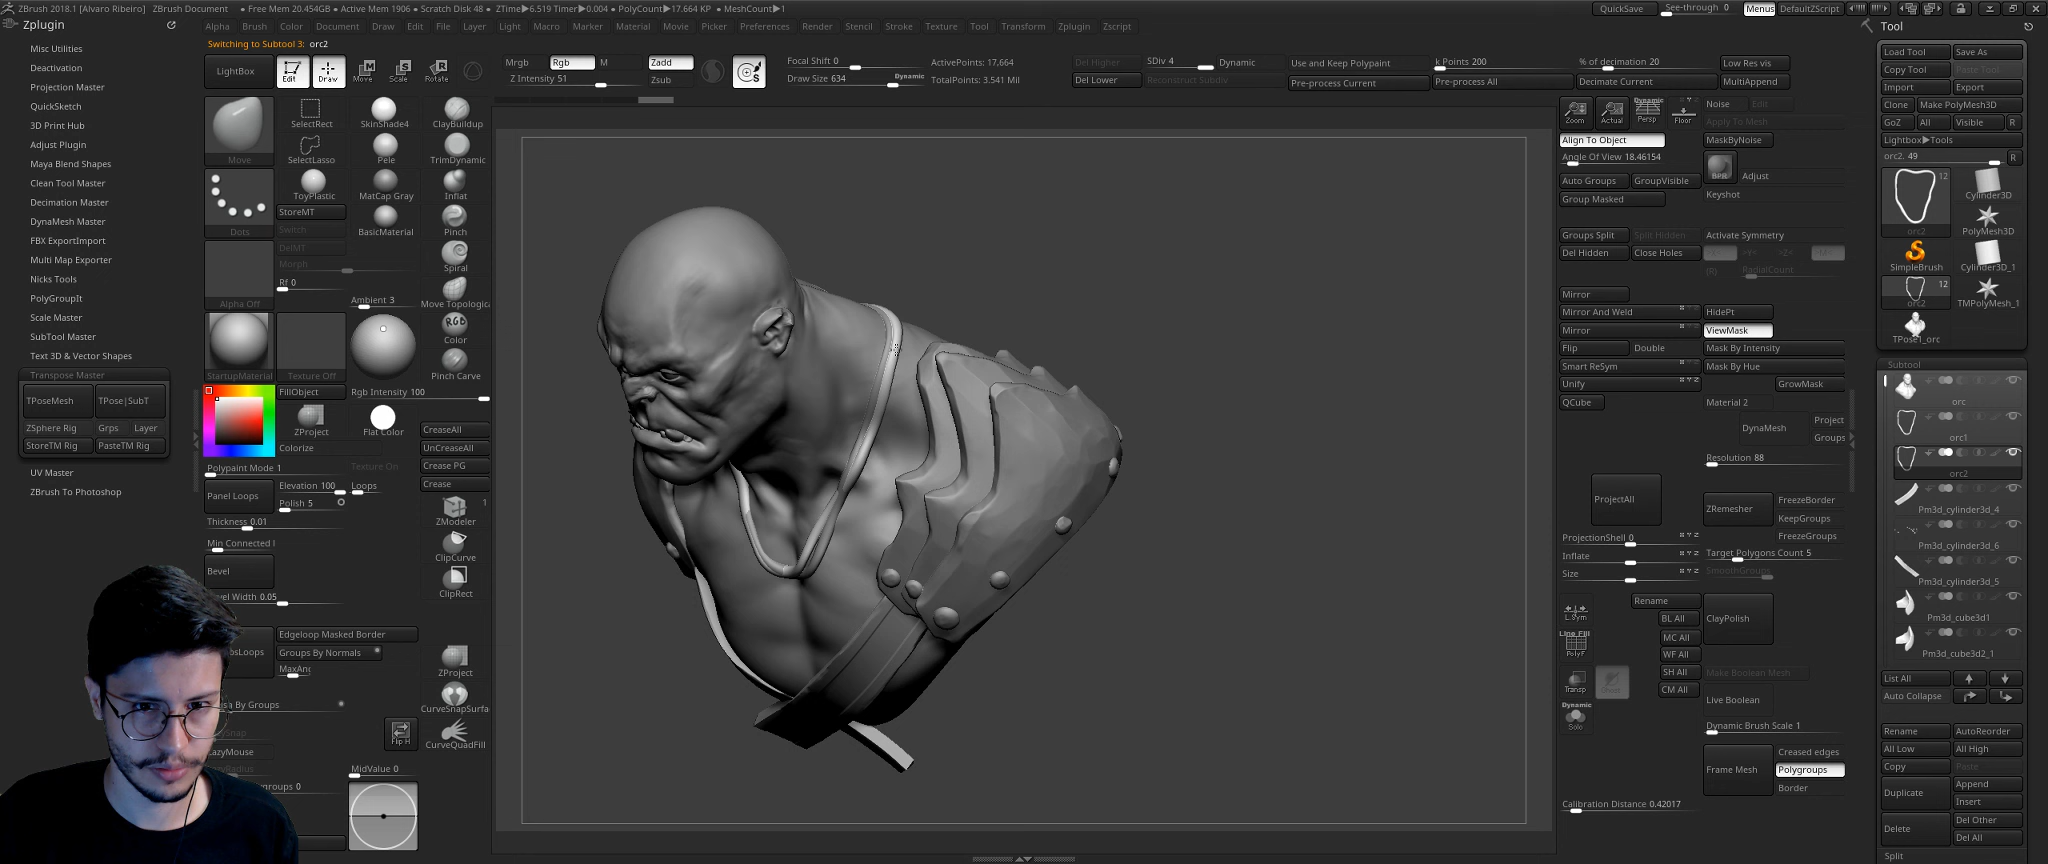 ZBrush 2018.1 [Alvaro Ribeiro] ZBrush Document • Free Mem 20.454GB • Active Mem 1906 • Scratch Disk 48 • ZTime▶6.519 Timer▶0.004 • PolyCount▶17.664 KP • MeshCount▶1
QuickSave See-through 0 Menus DefaultZScript
Zplugin
Alpha Brush Color Document Draw Edit File Layer Light Macro Marker Material Movie Picker Preferences Render Stencil Stroke Texture Tool Transform Zplugin Zscript
Tool
Switching to Subtool 3: orc2
Misc Utilities
Deactivation
Projection Master
QuickSketch
3D Print Hub
Adjust Plugin
Maya Blend Shapes
Clean Tool Master
Decimation Master
DynaMesh Master
FBX ExportImport
Multi Map Exporter
Nicks Tools
PolyGroupIt
Scale Master
SubTool Master
Text 3D & Vector Shapes
Transpose Master
TPoseMesh TPose|SubT
ZSphere Rig Grps Layer
StoreTM Rig PasteTM Rig
UV Master
ZBrush To Photoshop
LightBox
Edit Draw Move Scale Rotate
Mrgb Rgb M Zadd
Z Intensity 51 Zsub
Focal Shift 0
Draw Size 634 Dynamic
ActivePoints: 17,664
TotalPoints: 3.541 Mil
Del Higher SDiv 4 Dynamic
Del Lower Reconstruct Subdiv
Use and Keep Polypaint k Points 200 % of decimation 20 Low Res vis
Pre-process Current Pre-process All Decimate Current MultiAppend
Move
SelectRect SkinShade4 ClayBuildup
SelectLasso Pele TrimDynamic
ToyPlastic MatCap Gray Inflat
Dots
StoreMT
Switch BasicMaterial Pinch
DelMT
Morph Spiral
Rf 0
Alpha Off Ambient 3 Move Topologic
RGB
Color
StartupMaterial Texture Off Pinch Curve
FillObject Rgb Intensity 100
ZProject Flat Color
CreaseAll
Colorize UnCreaseAll
Polypaint Mode 1 Texture On Crease PG
Panel Loops Elevation 100 Loops Crease
Polish 5
Thickness 0.01 ZModeler
1
ClipCurve
Bevel
ClipRect
Edgeloop Masked Border
Groups By Normals
ZProject
CurveSnapSurfa
Flip H CurveQuadFill
MidValue 0
Zoom Actual Dynamic Persp Floor
Align To Object
Angle Of View 18.46154
Auto Groups GroupVisible
Group Masked
Groups Split Split Hidden
Del Hidden Close Holes
Mirror
Mirror And Weld
Mirror
Flip Double
Smart ReSym
Unify
QCube
Noise Edit
Apply To Mesh
MaskByNoise
BPR Adjust
Keyshot
Activate Symmetry
(R) RadialCount
HidePt
ViewMask
Mask By Intensity
Mask By Hue
GrowMask
Material 2
DynaMesh Project
Groups
Resolution 88
ProjectAll
ZRemesher FreezeBorder
KeepGroups
FreezeGroups
ProjectionShell 0
Inflate Target Polygons Count 5
Size SmoothGroups
L.Sym Rename
BL All ClayPolish
Line Fill
PolyF MC All
WF All
Transp SH All Make Boolean Mesh
CM All
Dynamic
Solo Live Boolean
Dynamic Brush Scale 1
Creased edges
Frame Mesh Polygroups
Border
Calibration Distance 0.42017
Load Tool Save As
Copy Tool Paste Tool
Import Export
Clone Make PolyMesh3D
GoZ All Visible R
Lightbox▶Tools
orc2. 49 R
12
orc2 Cylinder3D
PolyMesh3D
SimpleBrush Cylinder3D_1
12
orc2 TMPolyMesh_1
TPose1_orc
Subtool
orc
orc1
orc2
Pm3d_cylinder3d_4
Pm3d_cylinder3d_6
Pm3d_cylinder3d_5
Pm3d_cube3d1
Pm3d_cube3d2_1
List All
Auto Collapse
Rename AutoReorder
All Low All High
Copy Paste
Duplicate Append
Insert
Delete Del Other
Del All
Split